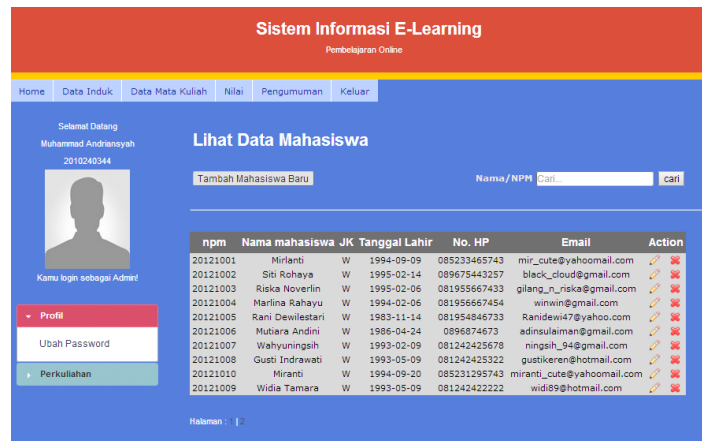 Sistem Informasi E-Learning
Pembelajaran Online
Home Data Induk Data Mata Kuliah Nilai Pengumuman Keluar
Selamat Datang
Muhammad Andriansyah
2010240344
Kamu login sebagai Admin!
Profil
Ubah Password
Perkuliahan
Lihat Data Mahasiswa
Tambah Mahasiswa Baru Nama/NPM Cari... cari
npm Nama mahasiswa JK Tanggal Lahir No. HP Email Action
20121001 Mirlanti W 1994-09-09 085233465743 mir_cute@yahoomail.com
20121002 Siti Rohaya W 1995-02-14 089675443257 black_cloud@gmail.com
20121003 Riska Noverlin W 1995-02-06 081955667433 gilang_n_riska@gmail.com
20121004 Marlina Rahayu W 1994-02-06 081956667454 winwin@gmail.com
20121005 Rani Dewilestari W 1983-11-14 081954846733 Ranidewi47@yahoo.com
20121006 Mutiara Andini W 1986-04-24 0896874673 adinsulaiman@gmail.com
20121007 Wahyuningsih W 1993-02-09 081242425678 ningsih_94@gmail.com
20121008 Gusti Indrawati W 1993-05-09 081242425322 gustikeren@hotmail.com
20121010 Miranti W 1994-09-20 085231295743 miranti_cute@yahoomail.com
20121009 Widia Tamara W 1993-05-09 081242422222 widi89@hotmail.com
Halaman : 1 | 2